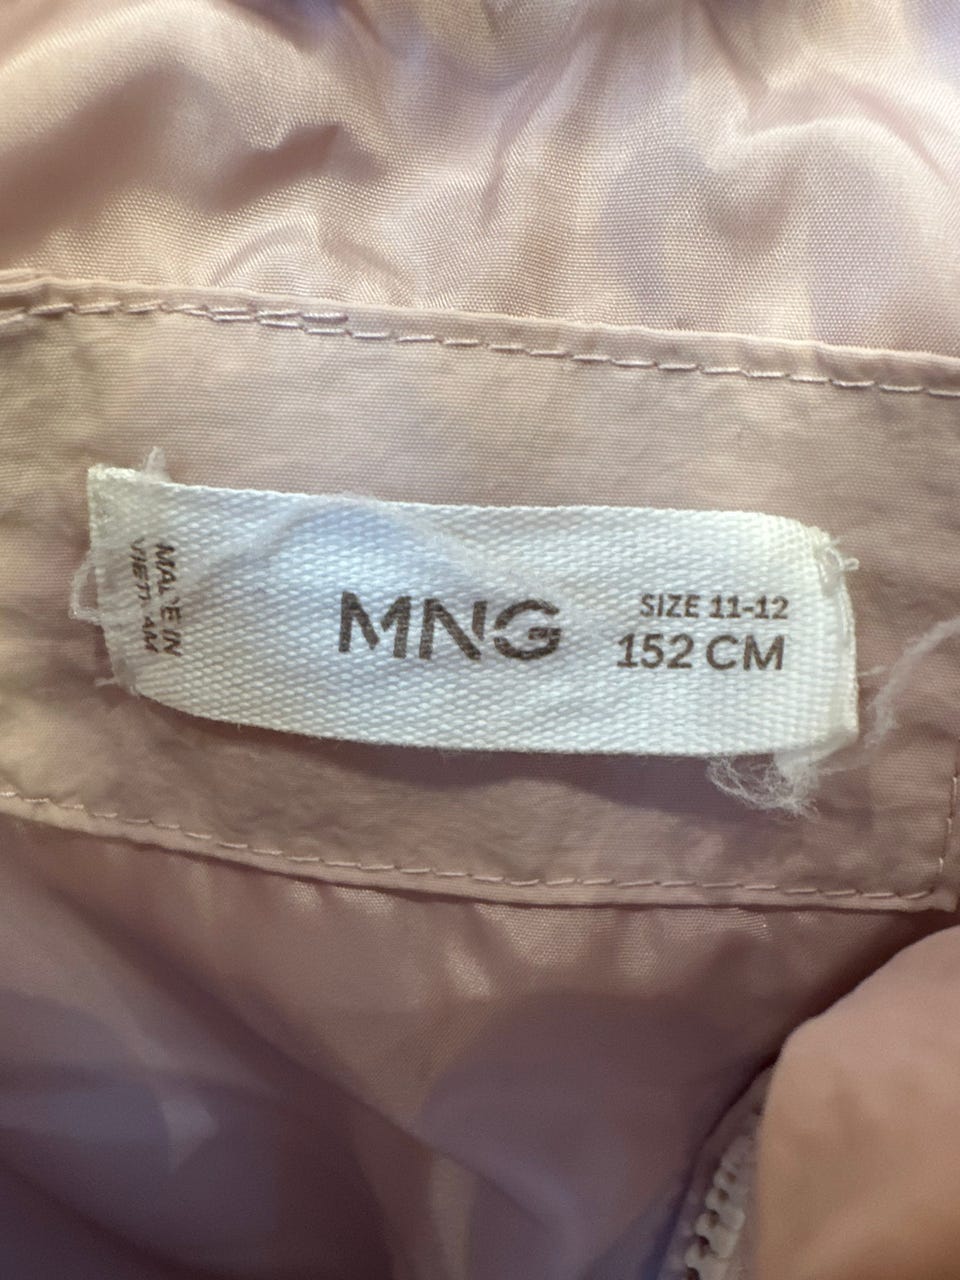 MADE IN
VIETNAM
MNG
SIZE 11-12
152 CM